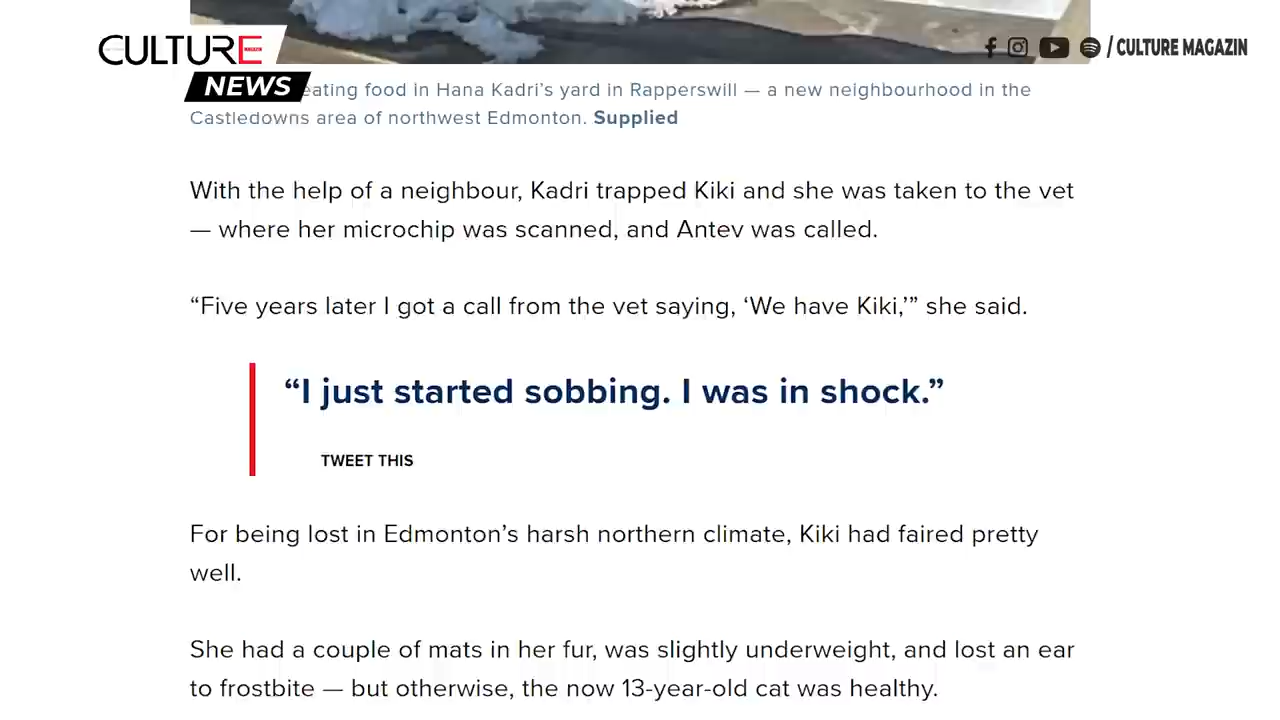 CULTURE
NEWS
/ CULTURE MAGAZIN
eating food in Hana Kadri’s yard in Rapperswill — a new neighbourhood in the
Castledowns area of northwest Edmonton. Supplied
With the help of a neighbour, Kadri trapped Kiki and she was taken to the vet
— where her microchip was scanned, and Antev was called.
“Five years later I got a call from the vet saying, ‘We have Kiki,’” she said.
“I just started sobbing. I was in shock.”
TWEET THIS
For being lost in Edmonton’s harsh northern climate, Kiki had faired pretty
well.
She had a couple of mats in her fur, was slightly underweight, and lost an ear
to frostbite — but otherwise, the now 13-year-old cat was healthy.